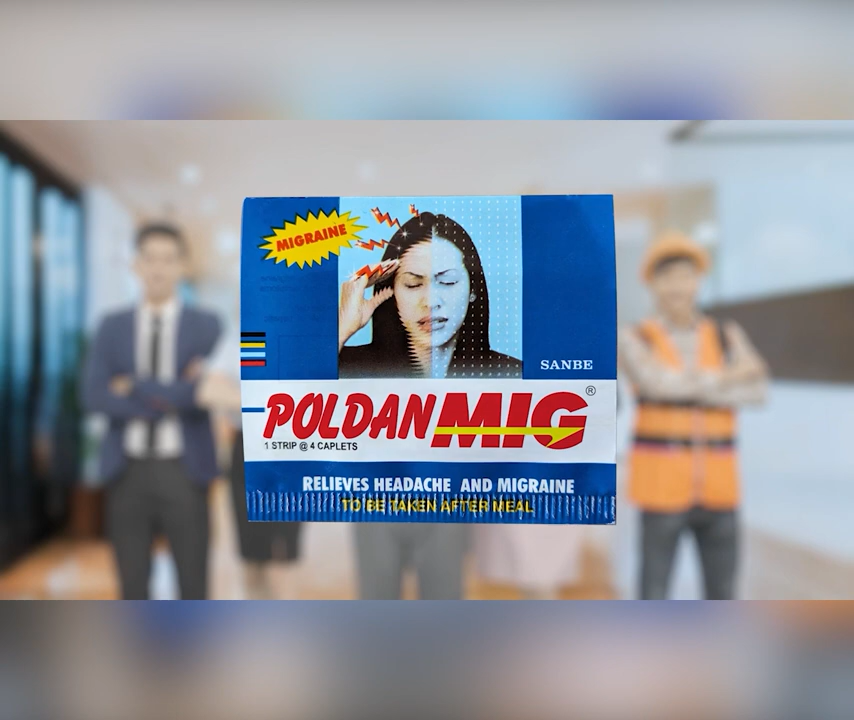 MIGRAINE
SANBE
POLDANMIG®
1 STRIP @ 4 CAPLETS
RELIEVES HEADACHE AND MIGRAINE
TO BE TAKEN AFTER MEAL